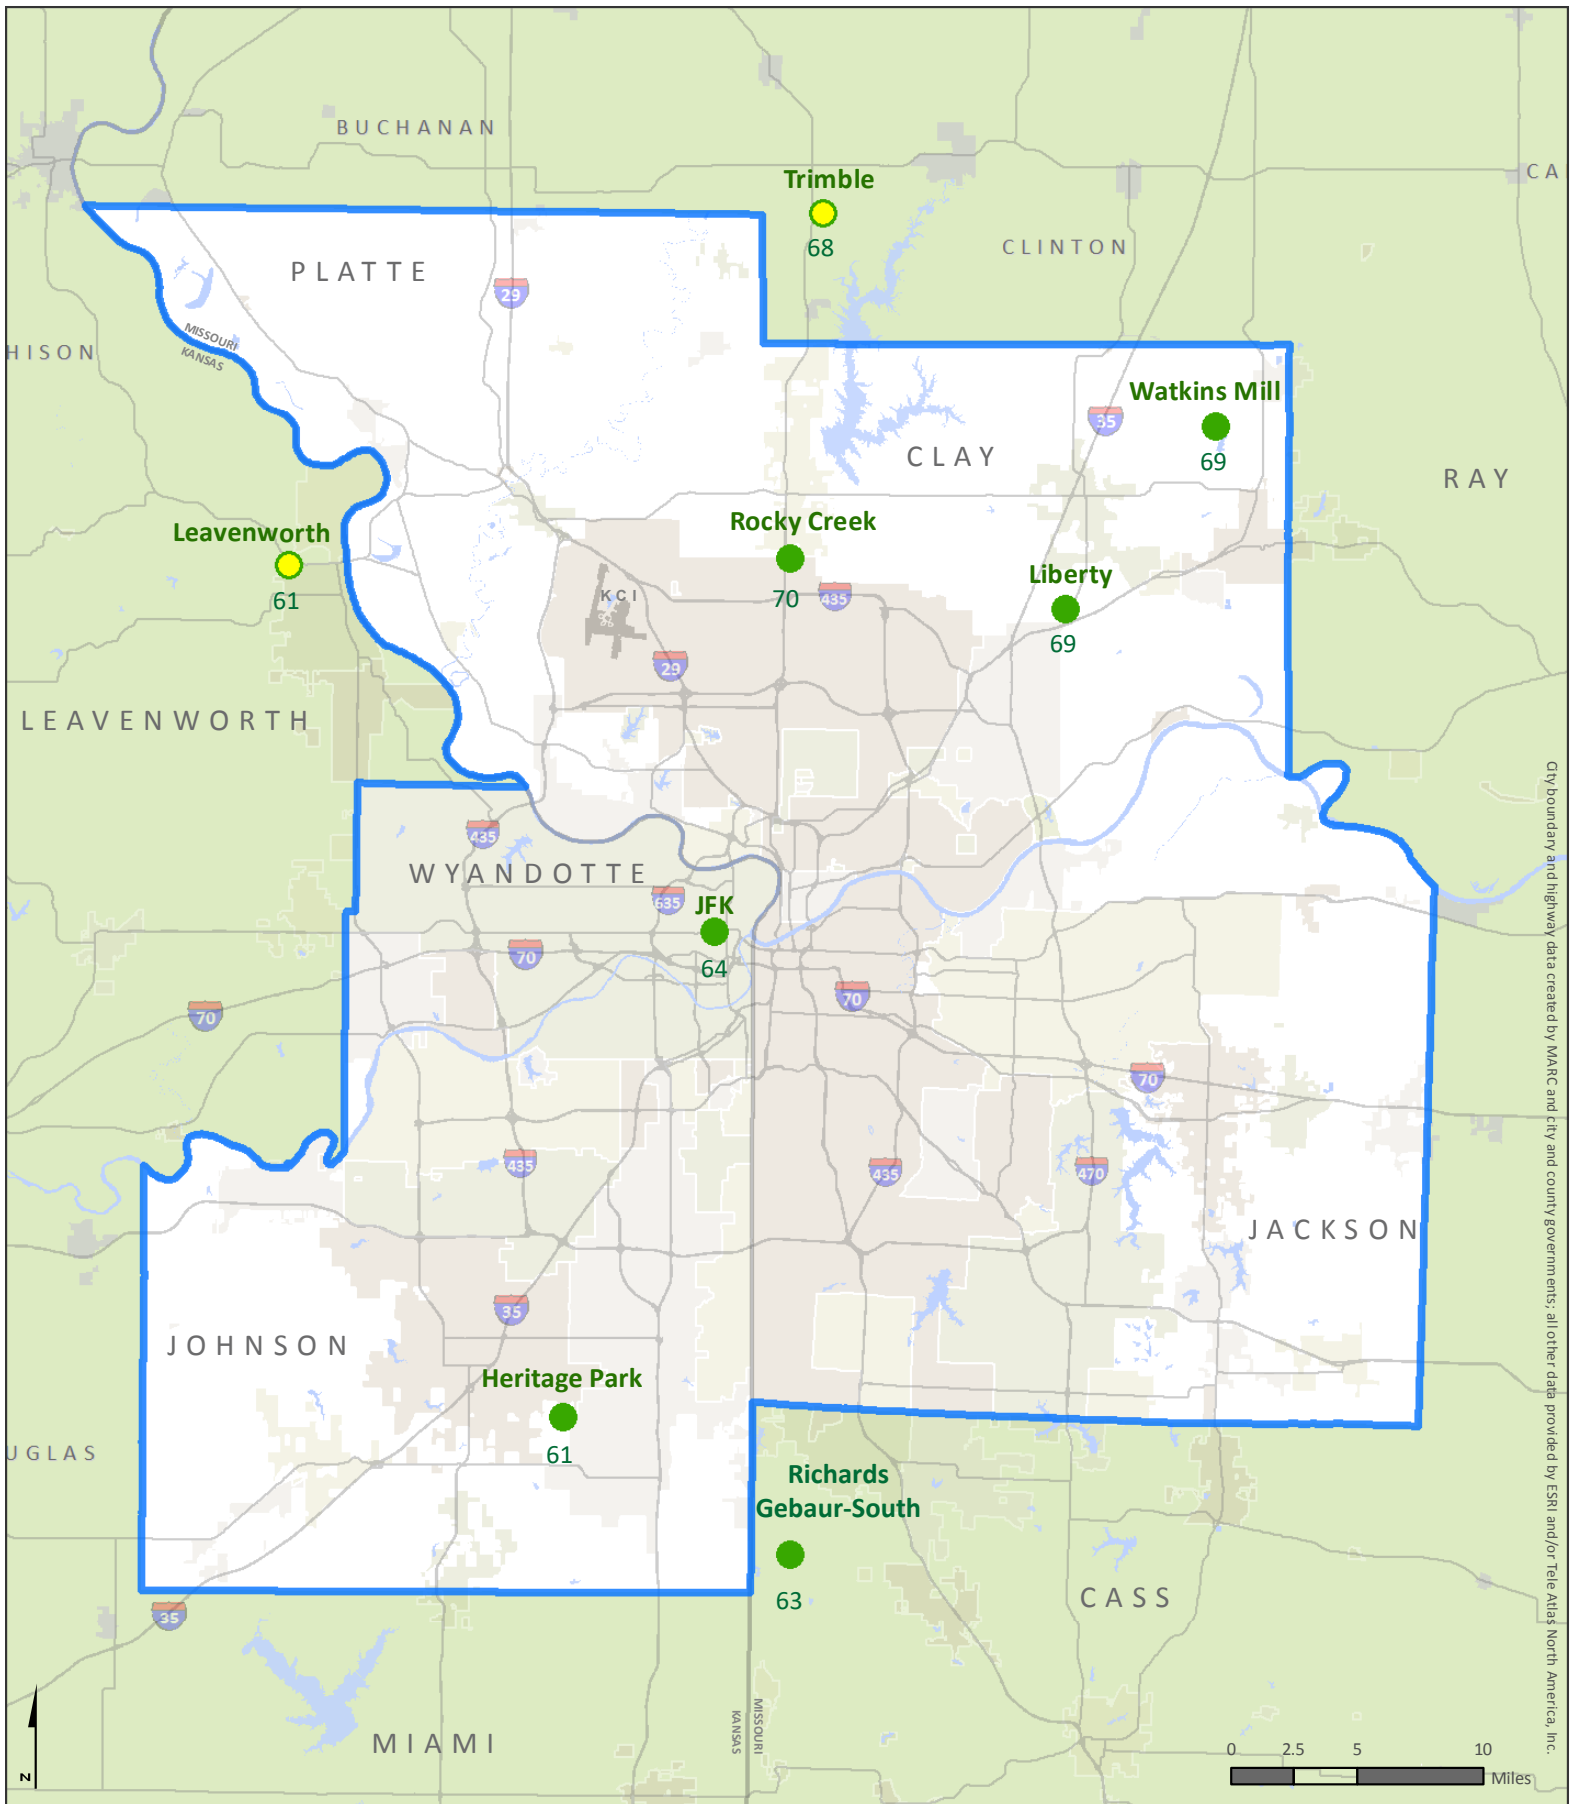 BUCHANAN
CA
Trimble
68
CLINTON
PLATTE
29
MISSOURI
KANSAS
HISON
Watkins Mill
35
69
CLAY
RAY
Rocky Creek
Leavenworth
70
61
KCI
435
Liberty
69
29
LEAVENWORTH
435
WYANDOTTE
635
JFK
64
70
70
70
70
435
435
470
JACKSON
35
JOHNSON
Heritage Park
61
UGLAS
Richards
Gebaur-South
63
CASS
35
MIAMI
KANSAS
MISSOURI
N
0 2.5 5 10
Miles
City boundary and highway data created by MARC and city and county governments; all other data provided by ESRI and/or Tele Atlas North America, Inc.